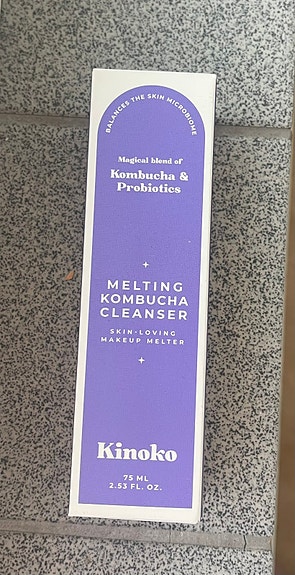 BALANCES THE SKIN MICROBIOME
Magical blend of
Kombucha &
Probiotics
MELTING
KOMBUCHA
CLEANSER
SKIN-LOVING
MAKEUP MELTER
Kinoko
75 ML
2.53 FL. OZ.